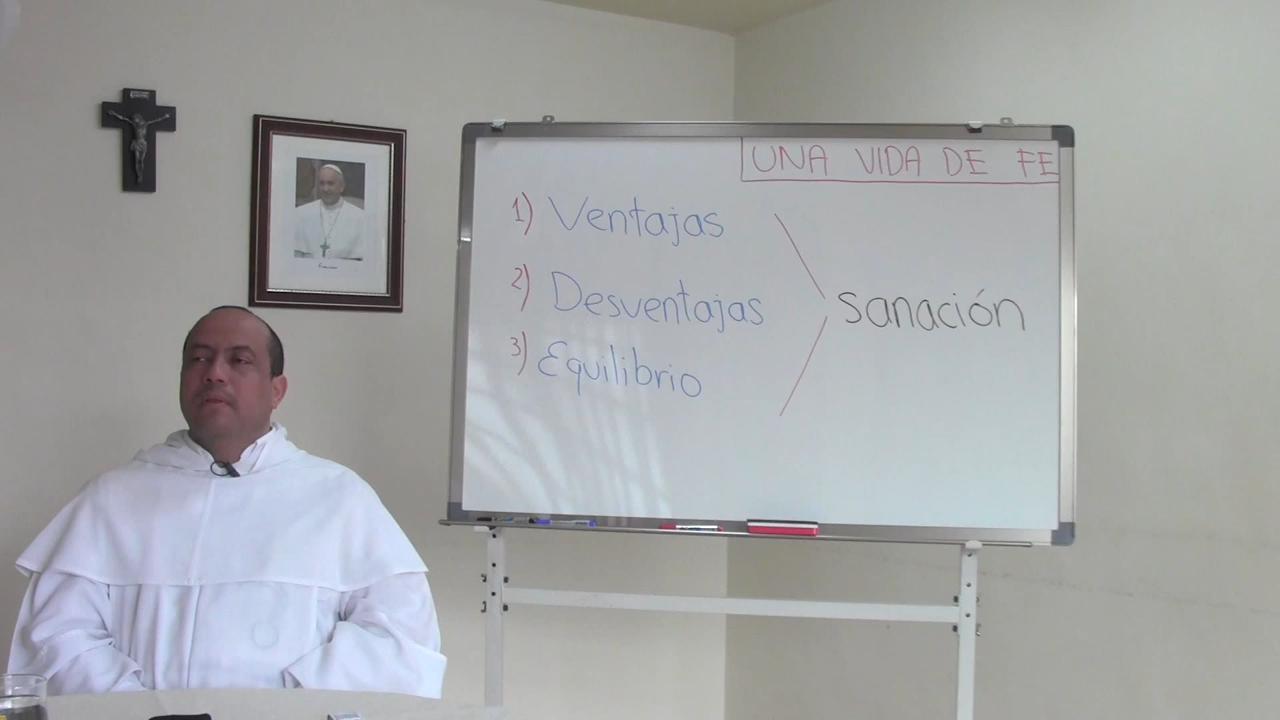 UNA VIDA DE FE
1) Ventajas
2) Desventajas
sanación
3) Equilibrio